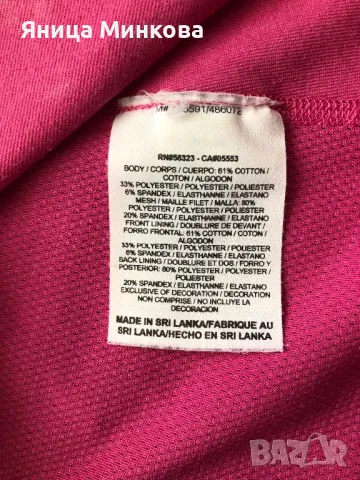 Яница Минкова
5591/486072
RN#56323 - CA#05553
BODY / CORPS / CUERPO: 61% COTTON /
COTON / ALGODON
33% POLYESTER / POLYESTER / POLIESTER
6% SPANDEX / ELASTHANNE / ELASTANO
MESH / MAILLE FILET / MALLA: 80%
POLYESTER / POLYESTER / POLIESTER
20% SPANDEX / ELASTHANNE / ELASTANO
FRONT LINING / DOUBLURE DE DEVANT /
FORRO FRONTAL: 61% COTTON / COTON /
ALGODON
33% POLYESTER / POLYESTER / POLIESTER
6% SPANDEX / ELASTHANNE / ELASTANO
BACK LINING / DOUBLURE ET DOS / FORRO Y
POSTERIOR: 80% POLYESTER / POLYESTER /
POLIESTER
20% SPANDEX / ELASTHANNE / ELASTANO
EXCLUSIVE OF DECORATION / DECORATION
NON COMPRISE / NO INCLUYE LA
DECORACION
MADE IN SRI LANKA/FABRIQUE AU
SRI LANKA/HECHO EN SRI LANKA
BAZAR